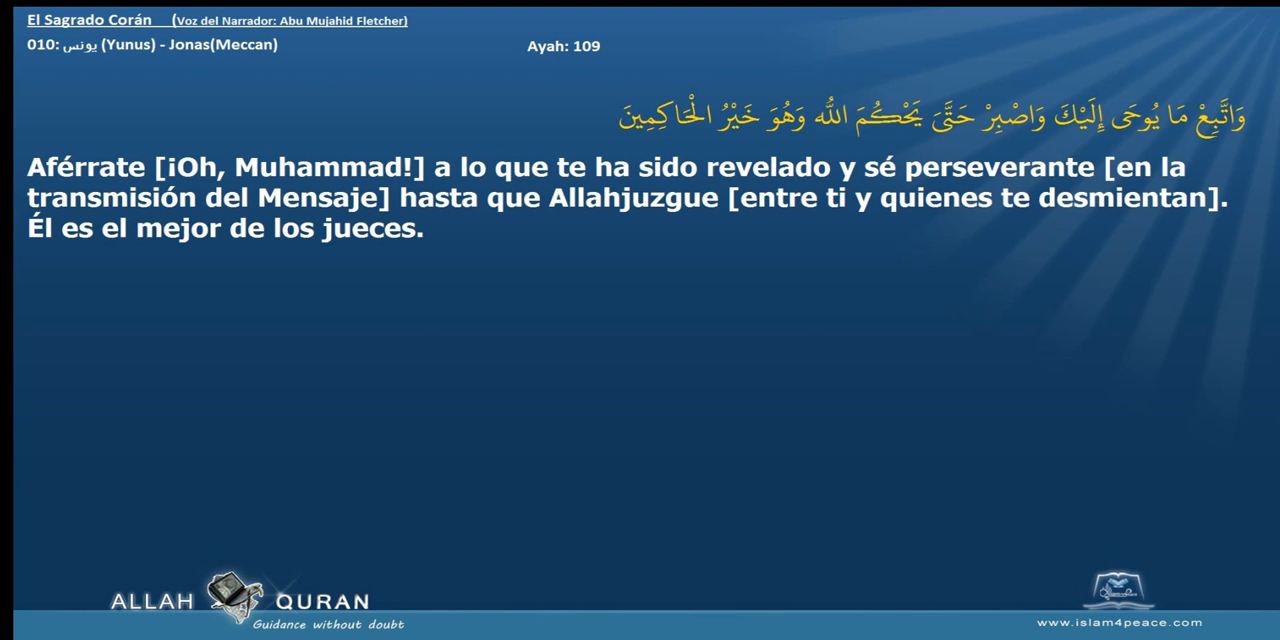 El Sagrado Corán (Voz del Narrador: Abu Mujahid Fletcher)
010: يونس (Yunus) - Jonas(Meccan) Ayah: 109
وَاتَّبِعْ مَا يُوحَى إِلَيْكَ وَاصْبِرْ حَتَّىَ يَحْكُمَ اللّه وَهُوَ خَيْرُ الْحَاكِمِينَ
Aférrate [¡Oh, Muhammad!] a lo que te ha sido revelado y sé perseverante [en la
transmisión del Mensaje] hasta que Allahjuzgue [entre ti y quienes te desmientan].
Él es el mejor de los jueces.
ALLAH QURAN
Guidance without doubt
www.islam4peace.com